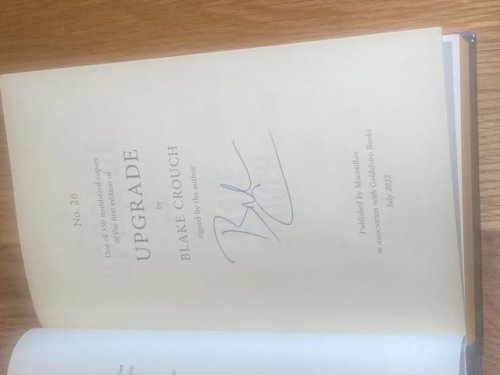 No. 26
One of 250 numbered copies
of the first edition of
UPGRADE
by
BLAKE CROUCH
signed by the author
Published by Macmillan
in association with Goldsboro Books
July 2022